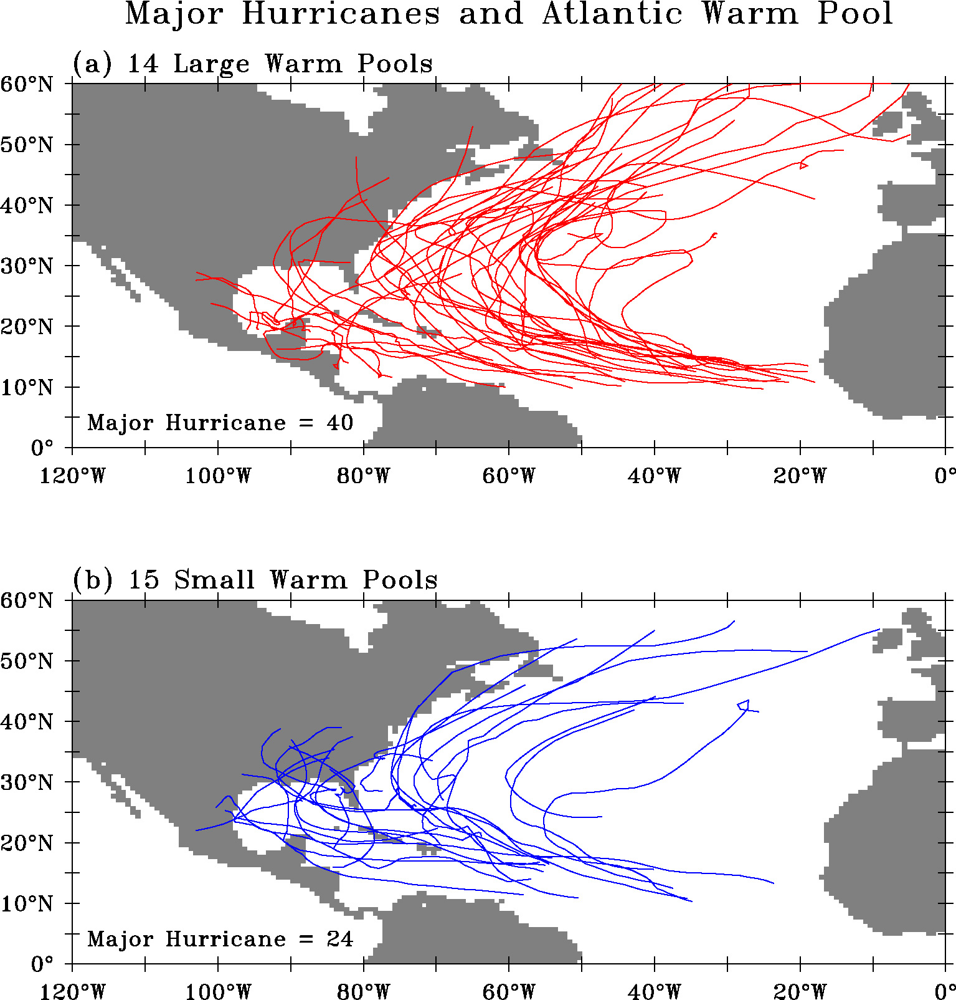 Major Hurricanes and Atlantic Warm Pool
(a) 14 Large Warm Pools
60°N
50°N
40°N
30°N
20°N
10°N
Major Hurricane = 40
0°
120°W 100°W 80°W 60°W 40°W 20°W 0°
(b) 15 Small Warm Pools
60°N
50°N
40°N
30°N
20°N
10°N
Major Hurricane = 24
0°
120°W 100°W 80°W 60°W 40°W 20°W 0°